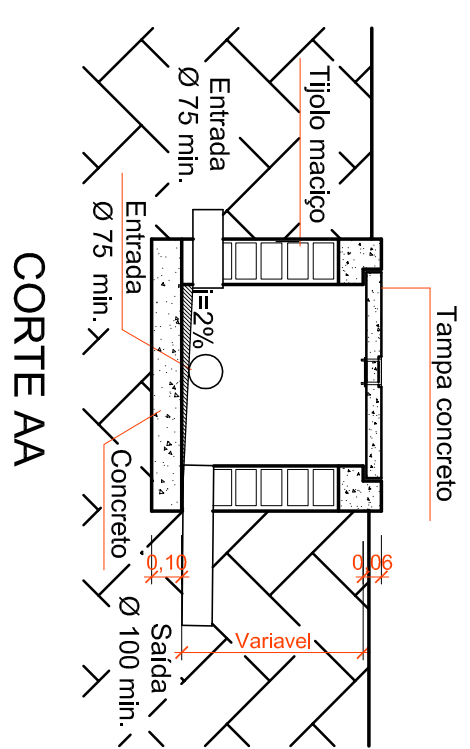 Tampa concreto
Tijolo maciço
Entrada
Ø 75 min.
Entrada
Ø 75 min.
i=2%
Concreto
0,10
0,06
Variavel
Saída
Ø 100 min.
CORTE AA